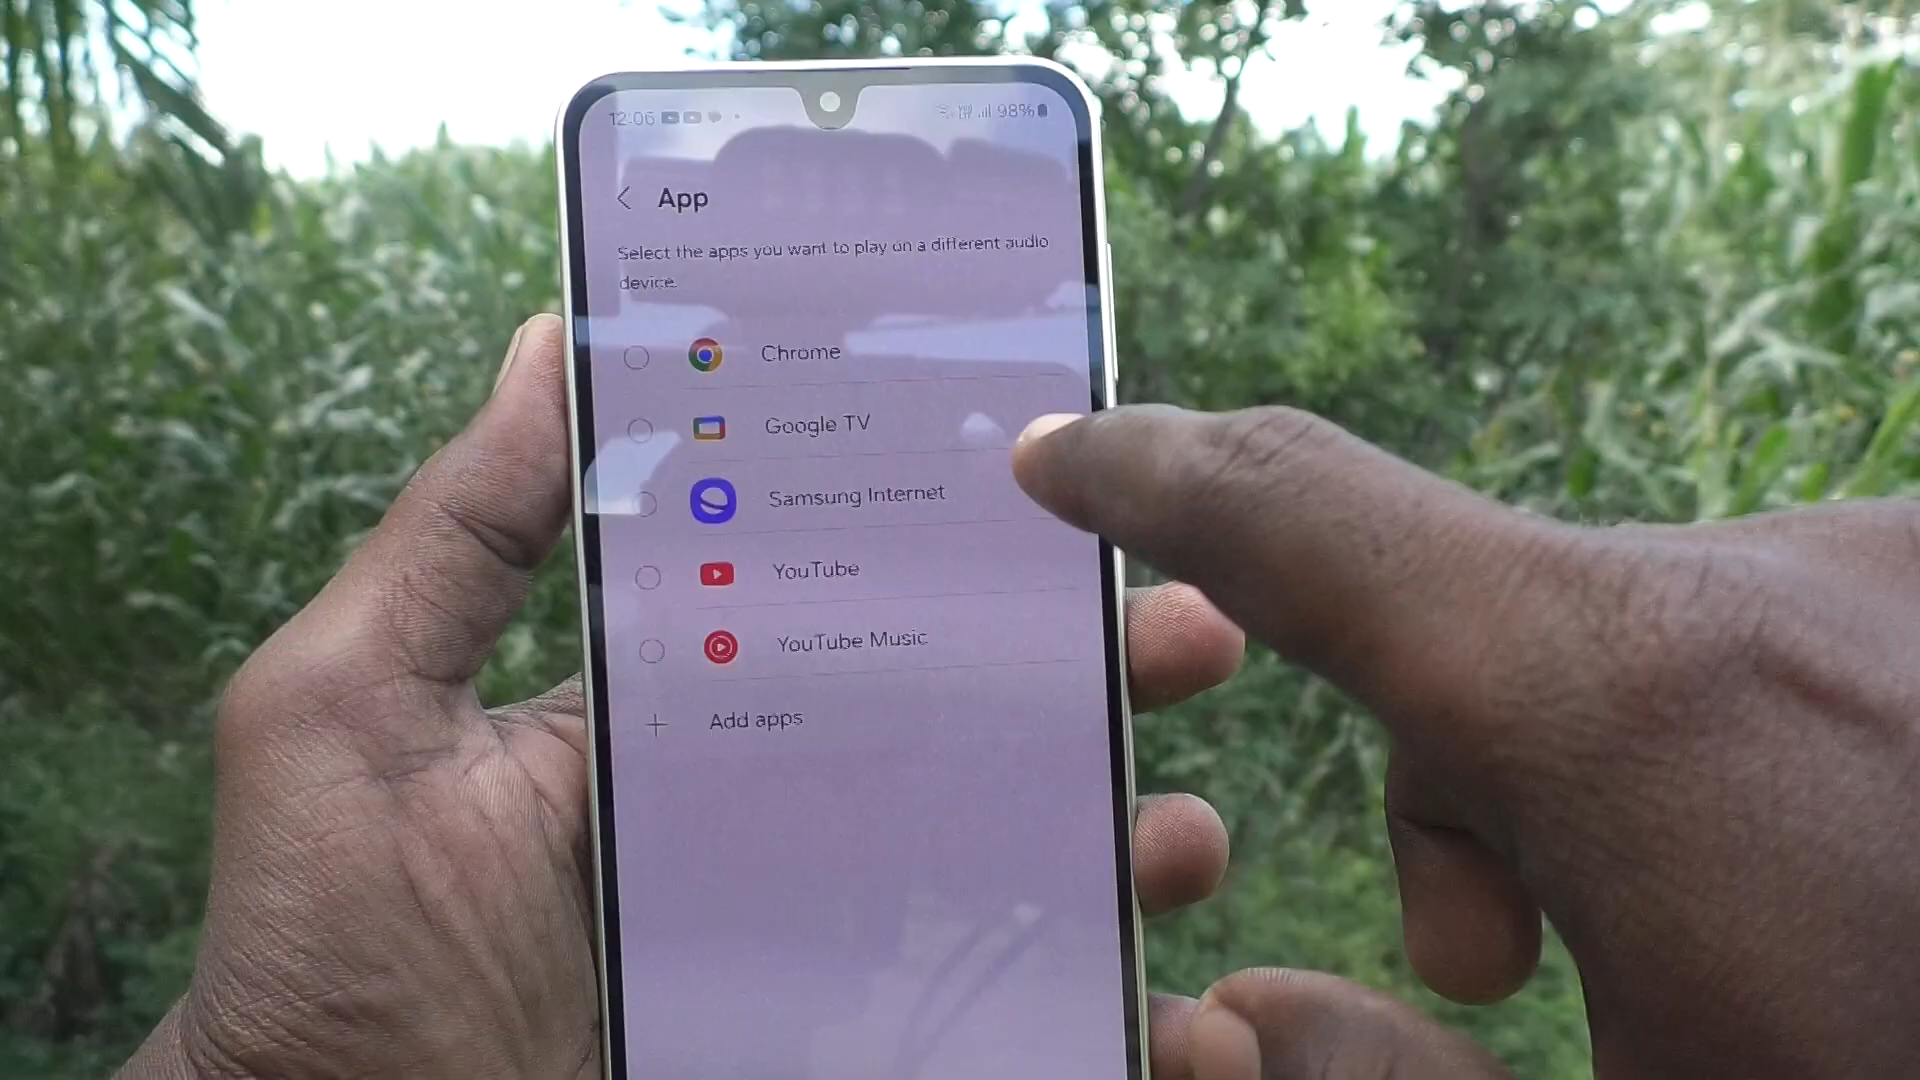 12:06 98%
App
Select the apps you want to play on a different audio
device.
Chrome
Google TV
Samsung Internet
YouTube
YouTube Music
Add apps